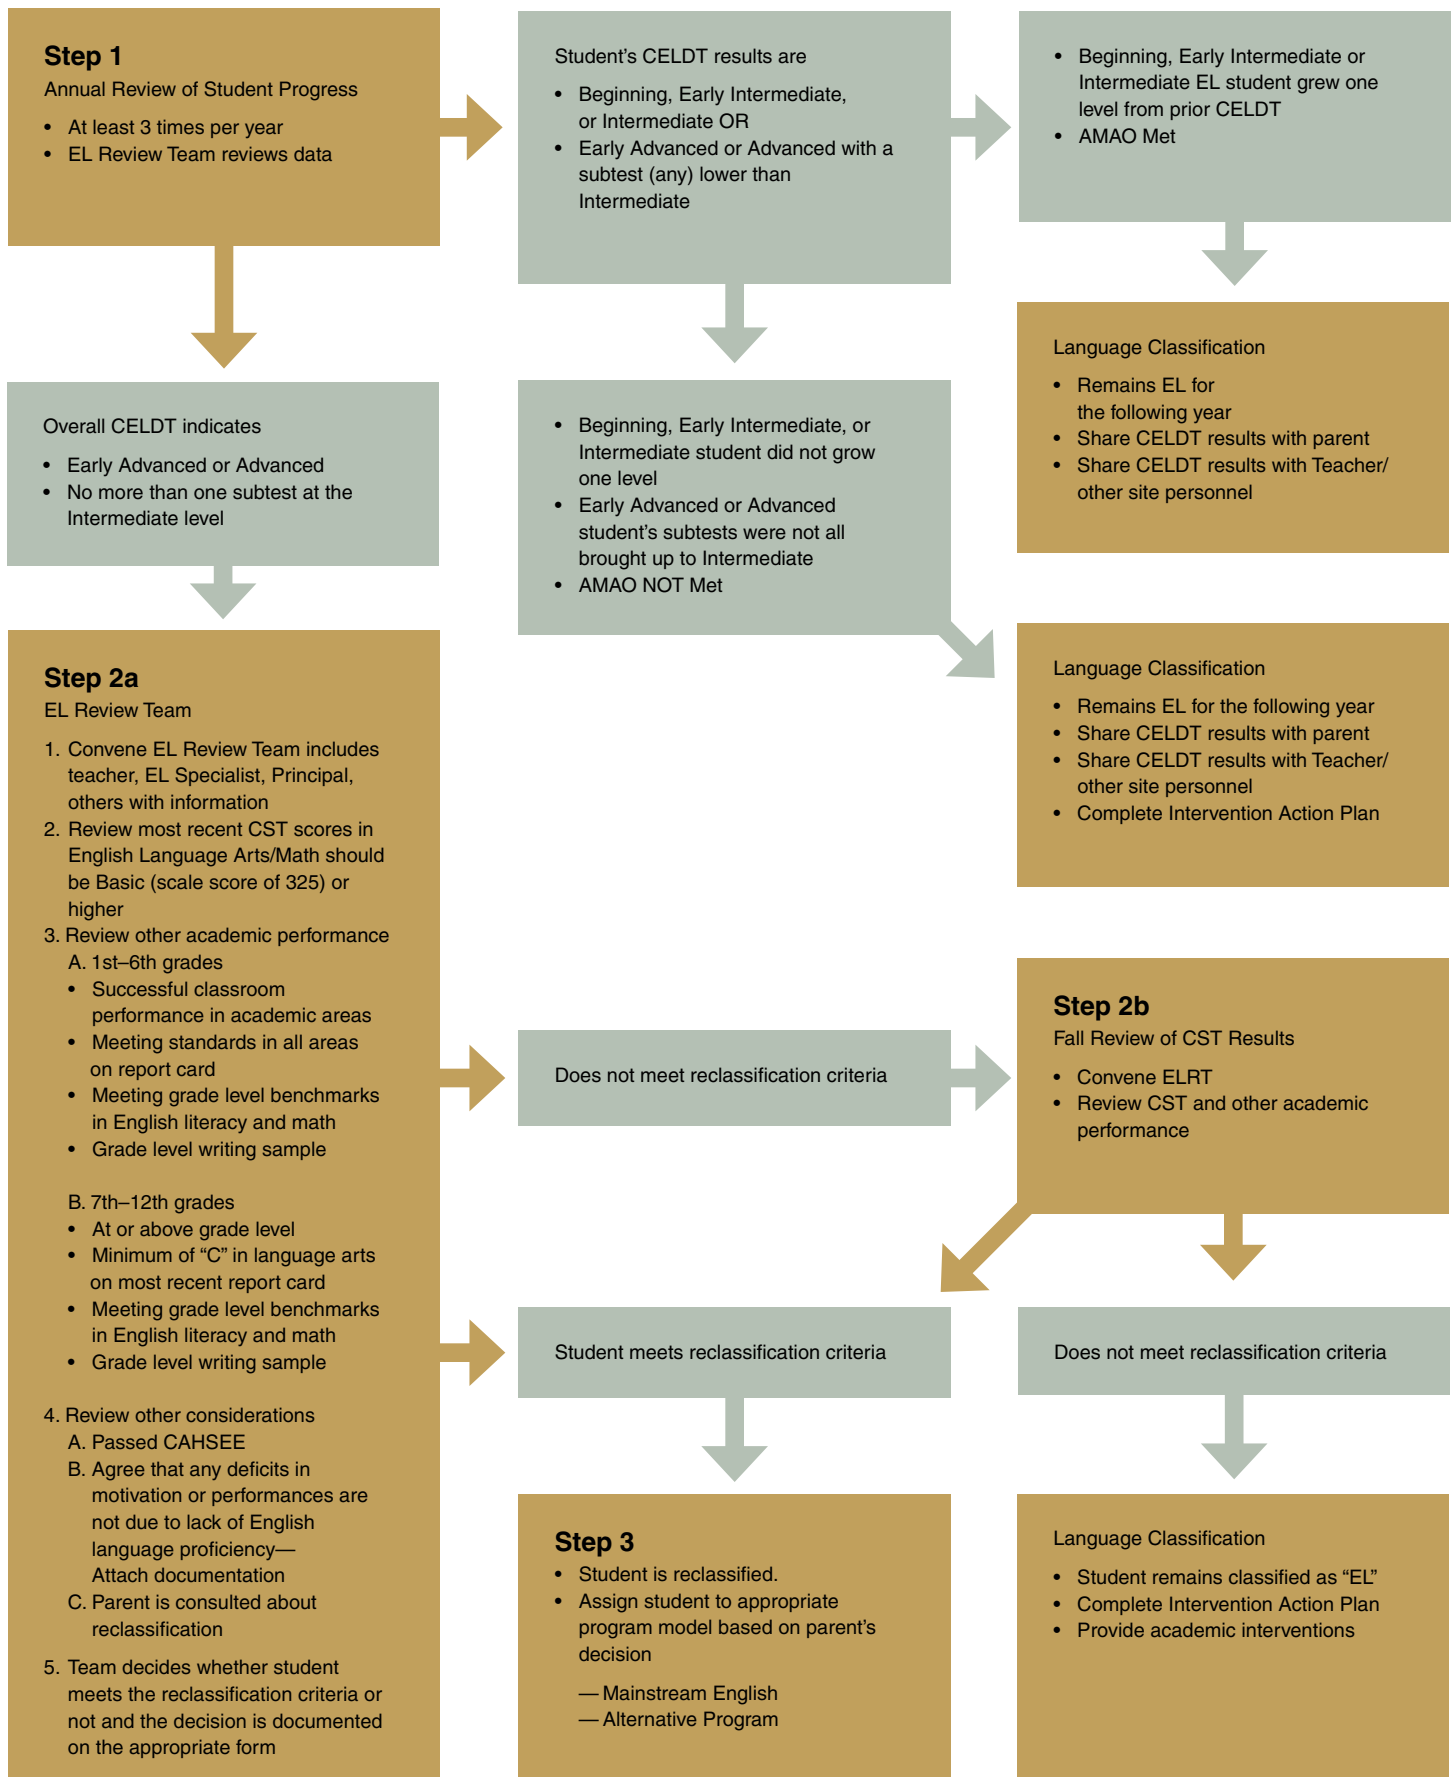 Step 1
Annual Review of Student Progress
• At least 3 times per year
• EL Review Team reviews data
Student’s CELDT results are
• Beginning, Early Intermediate,
or Intermediate OR
• Early Advanced or Advanced with a
subtest (any) lower than
Intermediate
• Beginning, Early Intermediate or
Intermediate EL student grew one
level from prior CELDT
• AMAO Met
Language Classification
• Remains EL for
the following year
• Share CELDT results with parent
• Share CELDT results with Teacher/
other site personnel
Overall CELDT indicates
• Early Advanced or Advanced
• No more than one subtest at the
Intermediate level
• Beginning, Early Intermediate, or
Intermediate student did not grow
one level
• Early Advanced or Advanced
student’s subtests were not all
brought up to Intermediate
• AMAO NOT Met
Language Classification
• Remains EL for the following year
• Share CELDT results with parent
• Share CELDT results with Teacher/
other site personnel
• Complete Intervention Action Plan
Step 2a
EL Review Team
1. Convene EL Review Team includes
teacher, EL Specialist, Principal,
others with information
2. Review most recent CST scores in
English Language Arts/Math should
be Basic (scale score of 325) or
higher
3. Review other academic performance
A. 1st–6th grades
• Successful classroom
performance in academic areas
• Meeting standards in all areas
on report card
• Meeting grade level benchmarks
in English literacy and math
• Grade level writing sample
B. 7th–12th grades
• At or above grade level
• Minimum of “C” in language arts
on most recent report card
• Meeting grade level benchmarks
in English literacy and math
• Grade level writing sample
4. Review other considerations
A. Passed CAHSEE
B. Agree that any deficits in
motivation or performances are
not due to lack of English
language proficiency—
Attach documentation
C. Parent is consulted about
reclassification
5. Team decides whether student
meets the reclassification criteria or
not and the decision is documented
on the appropriate form
Does not meet reclassification criteria
Step 2b
Fall Review of CST Results
• Convene ELRT
• Review CST and other academic
performance
Student meets reclassification criteria
Does not meet reclassification criteria
Step 3
• Student is reclassified.
• Assign student to appropriate
program model based on parent’s
decision
— Mainstream English
— Alternative Program
Language Classification
• Student remains classified as “EL”
• Complete Intervention Action Plan
• Provide academic interventions